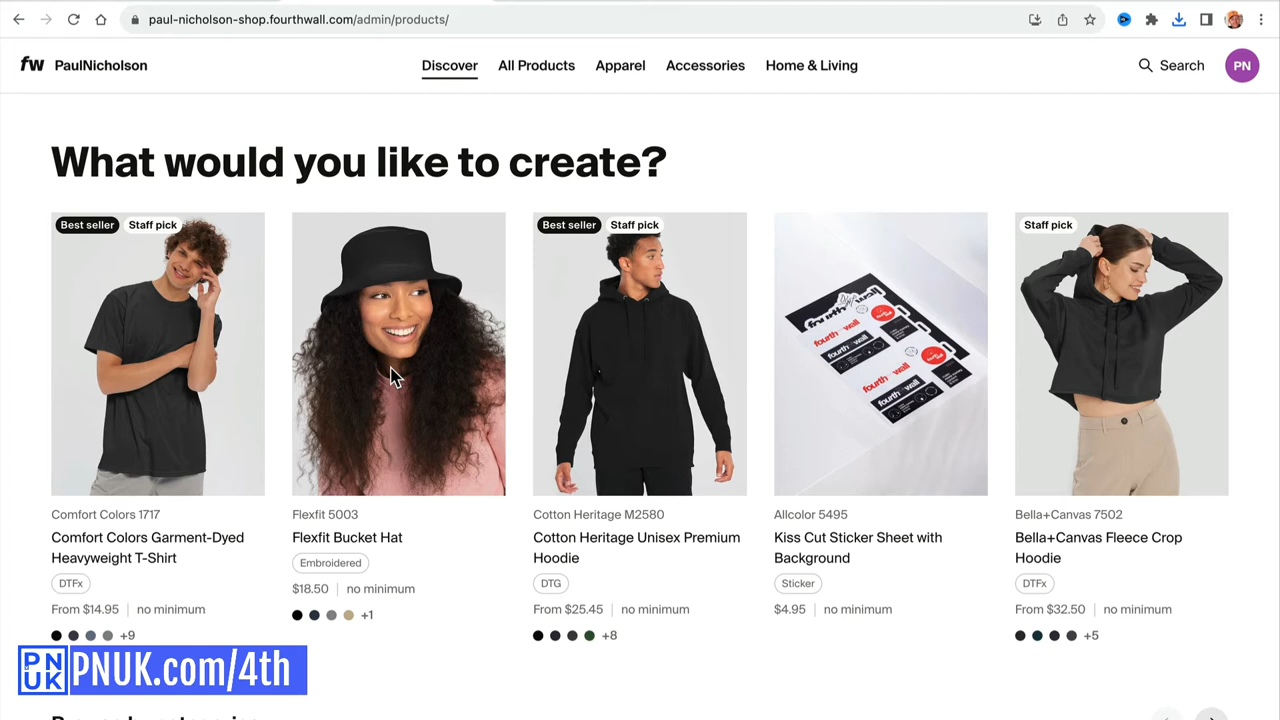 paul-nicholson-shop.fourthwall.com/admin/products/
fw PaulNicholson Discover All Products Apparel Accessories Home & Living Search PN
What would you like to create?
Best seller Staff pick
Best seller Staff pick
Staff pick
fourthwall
fourthwall
fourthwall
fourthwall
fourthwall
Comfort Colors 1717
Comfort Colors Garment-Dyed
Heavyweight T-Shirt
DTFx
From $14.95 | no minimum
+9
Flexfit 5003
Flexfit Bucket Hat
Embroidered
$18.50 | no minimum
+1
Cotton Heritage M2580
Cotton Heritage Unisex Premium
Hoodie
DTG
From $25.45 | no minimum
+8
Allcolor 5495
Kiss Cut Sticker Sheet with
Background
Sticker
$4.95 | no minimum
Bella+Canvas 7502
Bella+Canvas Fleece Crop
Hoodie
DTFx
From $32.50 | no minimum
+5
PN
UK PNUK.com/4th